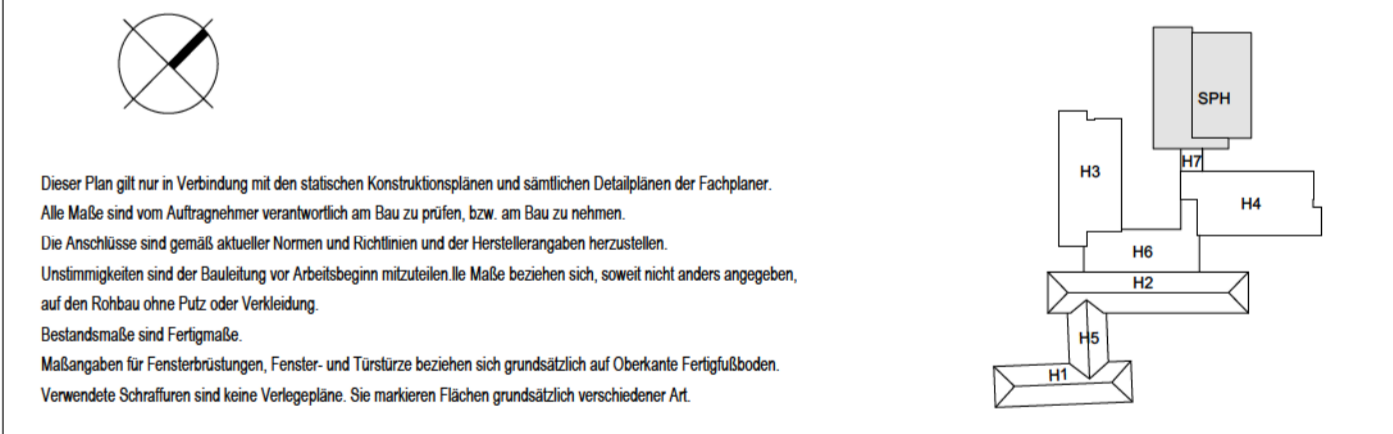 Dieser Plan gilt nur in Verbindung mit den statischen Konstruktionsplänen und sämtlichen Detailplänen der Fachplaner.
Alle Maße sind vom Auftragnehmer verantwortlich am Bau zu prüfen, bzw. am Bau zu nehmen.
Die Anschlüsse sind gemäß aktueller Normen und Richtlinien und der Herstellerangaben herzustellen.
Unstimmigkeiten sind der Bauleitung vor Arbeitsbeginn mitzuteilen.lle Maße beziehen sich, soweit nicht anders angegeben,
auf den Rohbau ohne Putz oder Verkleidung.
Bestandsmaße sind Fertigmaße.
Maßangaben für Fensterbrüstungen, Fenster- und Türstürze beziehen sich grundsätzlich auf Oberkante Fertigfußboden.
Verwendete Schraffuren sind keine Verlegepläne. Sie markieren Flächen grundsätzlich verschiedener Art.
SPH
H7
H3
H4
H6
H2
H5
H1